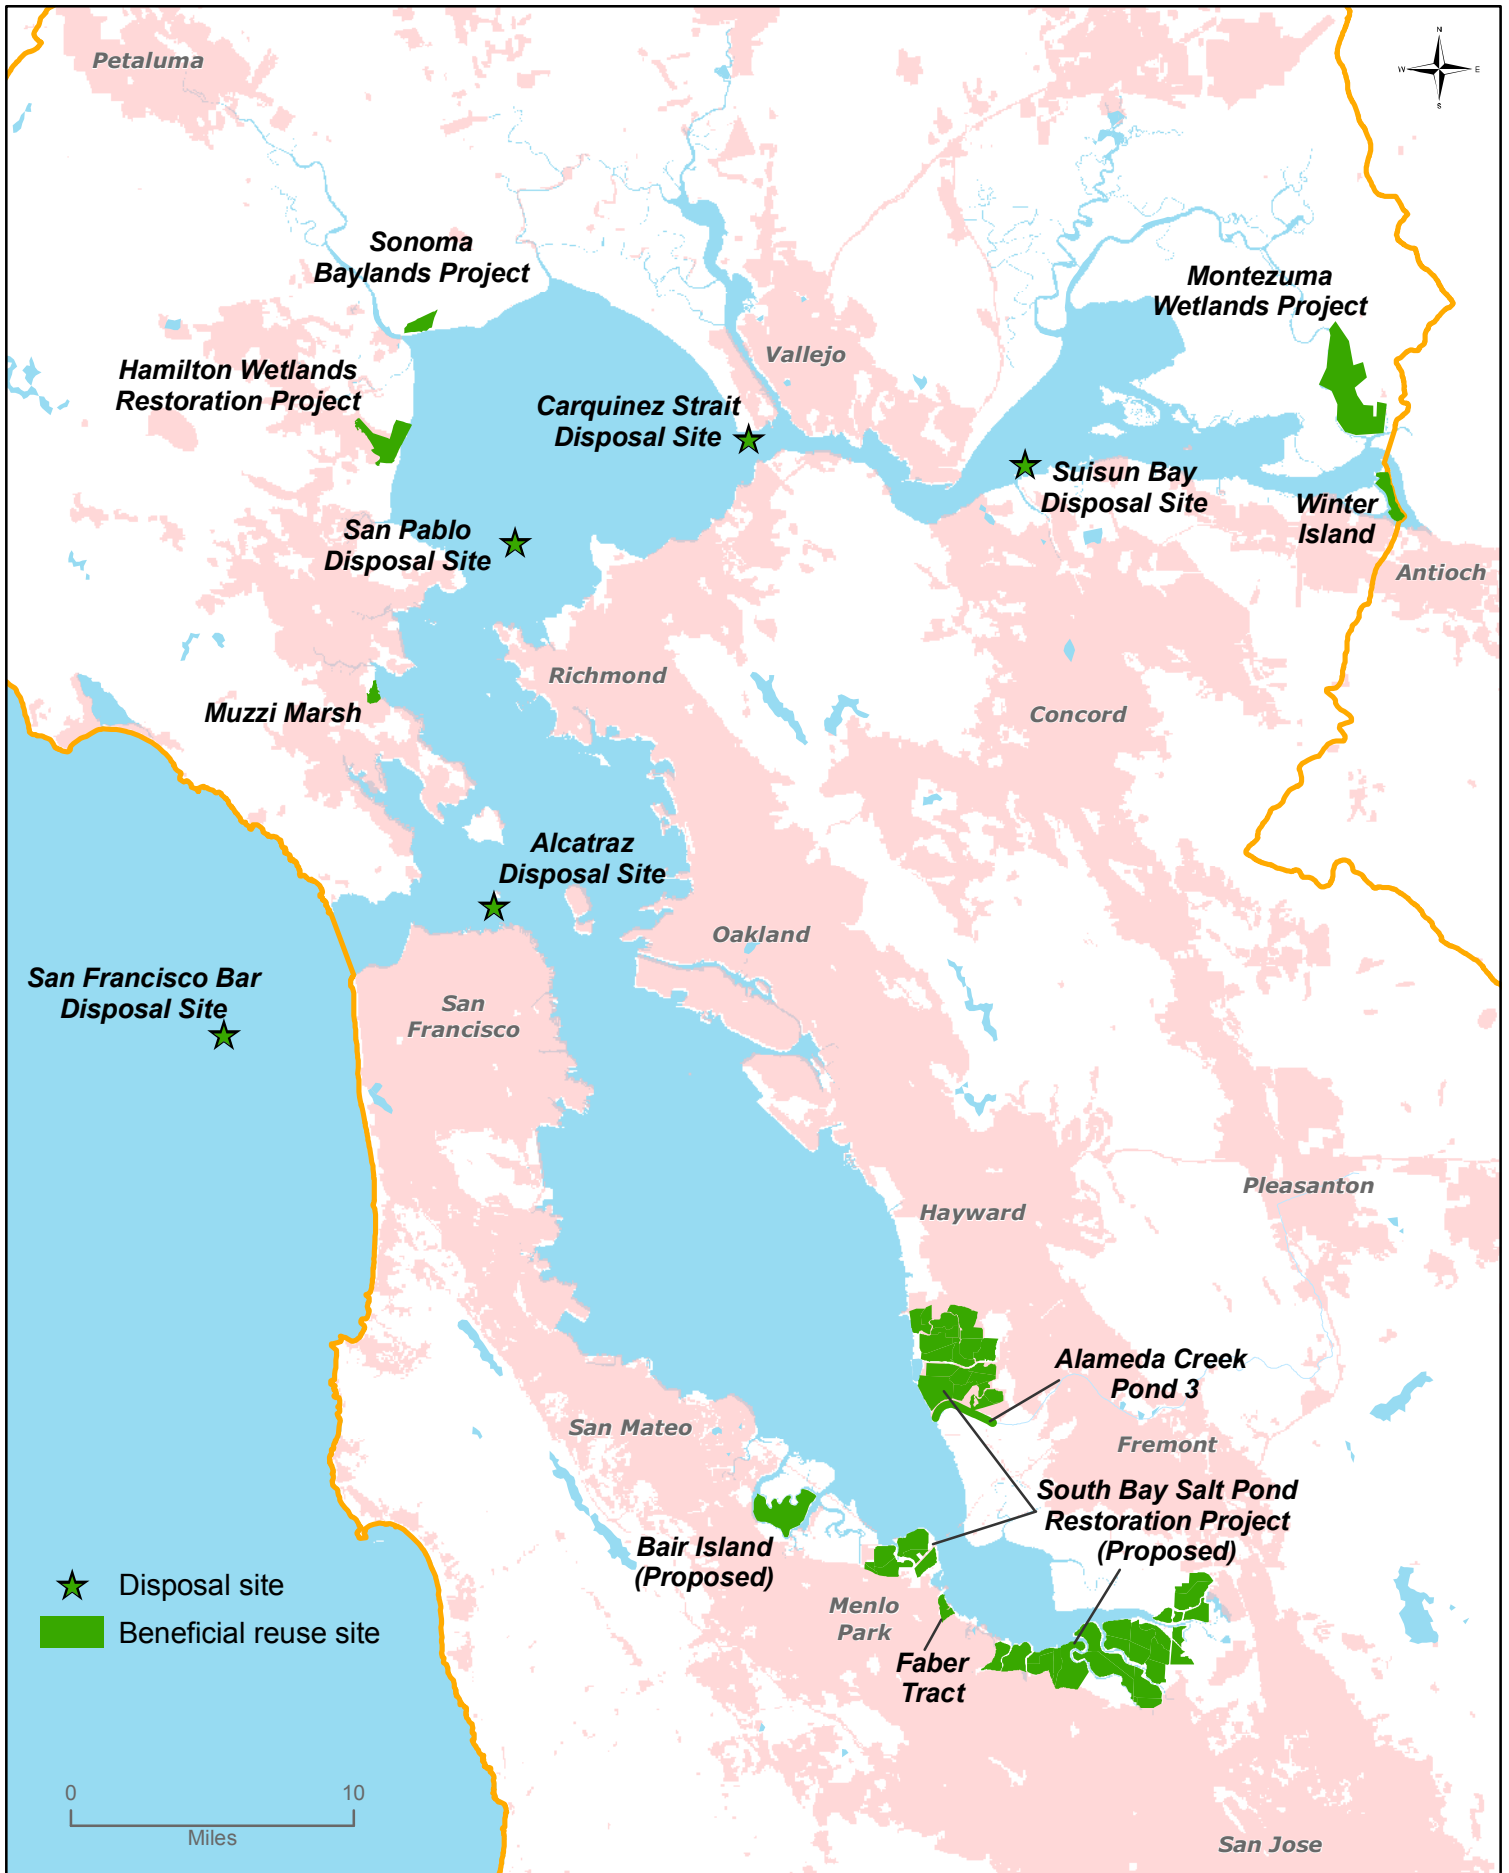 Petaluma
N
W
E
S
Sonoma
Baylands Project
Montezuma
Wetlands Project
Vallejo
Hamilton Wetlands
Restoration Project
Carquinez Strait
Disposal Site
Suisun Bay
Disposal Site
Winter
Island
San Pablo
Disposal Site
Antioch
Richmond
Muzzi Marsh
Concord
Alcatraz
Disposal Site
Oakland
San Francisco Bar
Disposal Site
San
Francisco
Pleasanton
Hayward
Alameda Creek
Pond 3
San Mateo
Fremont
South Bay Salt Pond
Restoration Project
(Proposed)
Bair Island
(Proposed)
Menlo
Park
Faber
Tract
Disposal site
Beneficial reuse site
0
10
Miles
San Jose